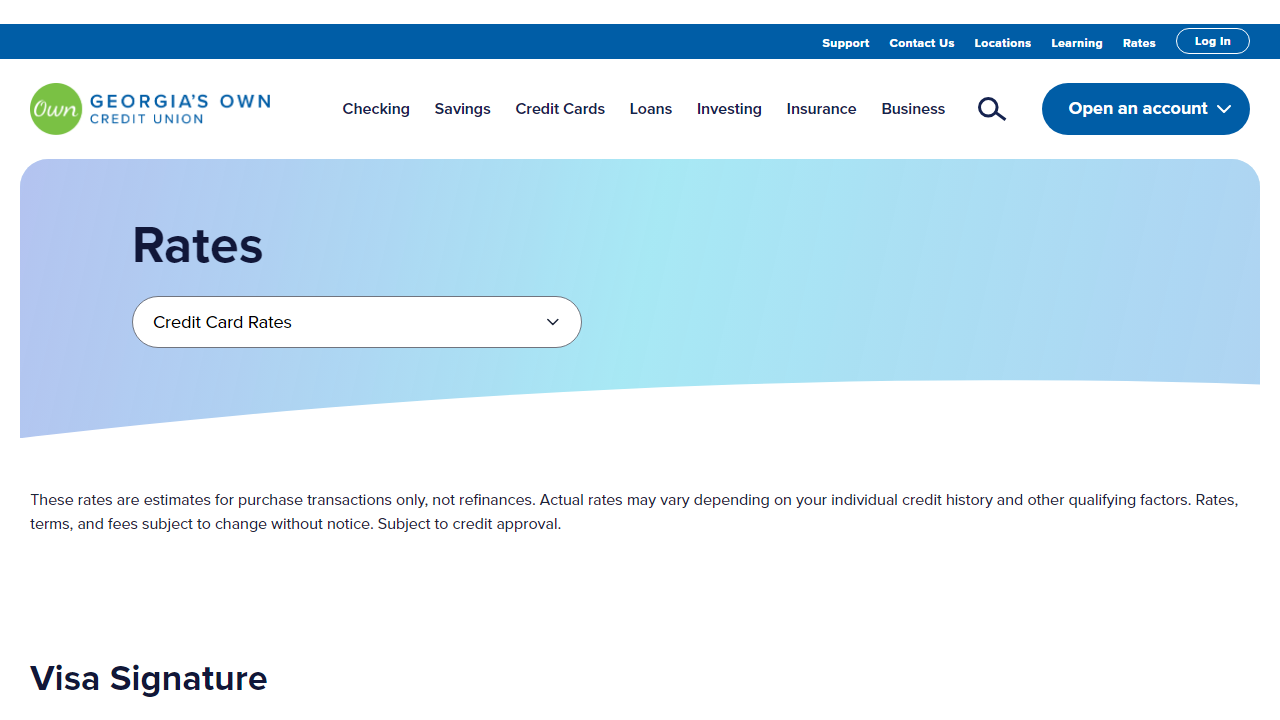 Support Contact Us Locations Learning Rates Log In
Own GEORGIA'S OWN
CREDIT UNION
Checking Savings Credit Cards Loans Investing Insurance Business Open an account
Rates
Credit Card Rates
These rates are estimates for purchase transactions only, not refinances. Actual rates may vary depending on your individual credit history and other qualifying factors. Rates,
terms, and fees subject to change without notice. Subject to credit approval.
Visa Signature